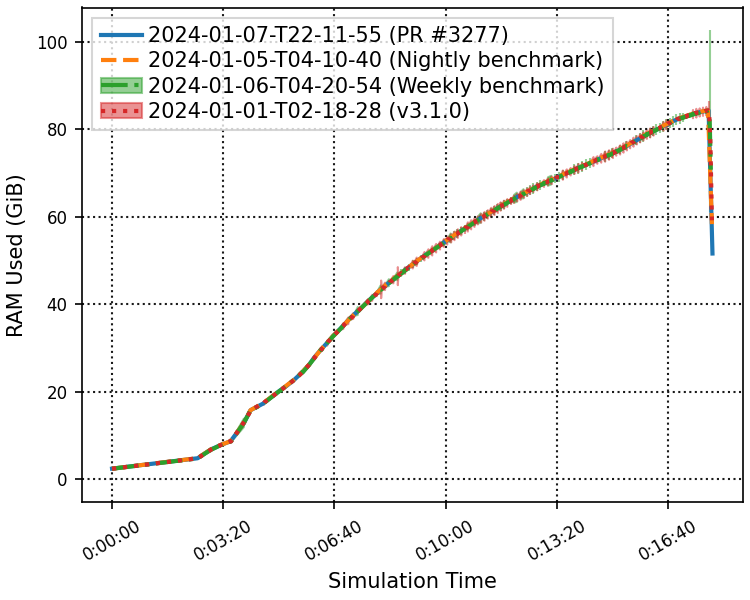 2024-01-07-T22-11-55 (PR #3277)
2024-01-05-T04-10-40 (Nightly benchmark)
2024-01-06-T04-20-54 (Weekly benchmark)
2024-01-01-T02-18-28 (v3.1.0)
100
80
60
40
20
0
RAM Used (GiB)
0:00:00
0:03:20
0:06:40
0:10:00
0:13:20
0:16:40
Simulation Time